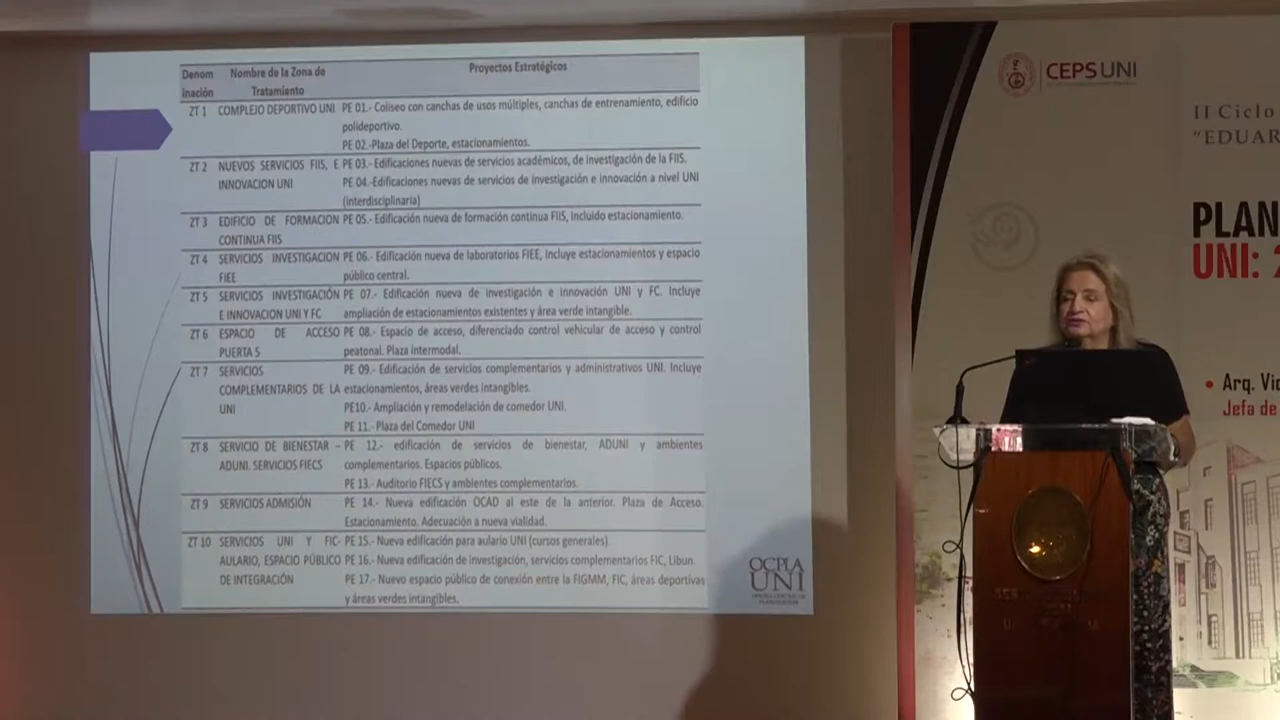 Denom Nombre de la Zona de Proyectos Estratégicos
inación Tratamiento
ZT 1 COMPLEJO DEPORTIVO UNI PE 01.- Coliseo con canchas de usos múltiples, canchas de entrenamiento, edificio
polideportivo.
PE 02.-Plaza del Deporte, estacionamientos.
ZT 2 NUEVOS SERVICIOS FIIS, E PE 03.- Edificaciones nuevas de servicios académicos, de investigación de la FIIS.
INNOVACION UNI PE 04.-Edificaciones nuevas de servicios de investigación e innovación a nivel UNI
(interdisciplinaria)
ZT 3 EDIFICIO DE FORMACION PE 05.- Edificación nueva de formación continua FIIS, incluido estacionamiento.
CONTINUA FIIS
ZT 4 SERVICIOS INVESTIGACIÓN PE 06.- Edificación nueva de laboratorios FIEE, incluye estacionamientos y espacio
FIEE público central.
ZT 5 SERVICIOS INVESTIGACIÓN PE 07.- Edificación nueva de investigación e innovación UNI y FC. Incluye
E INNOVACION UNI Y FC ampliación de estacionamientos existentes y área verde intangible.
ZT 6 ESPACIO DE ACCESO PE 08.- Espacio de acceso, diferenciado control vehicular de acceso y control
PUERTA 5 peatonal. Plaza intermodal.
ZT 7 SERVICIOS PE 09.- Edificación de servicios complementarios y administrativos UNI. Incluye
COMPLEMENTARIOS DE LA estacionamientos, áreas verdes intangibles.
UNI PE10.- Ampliación y remodelación de comedor UNI.
PE 11.- Plaza del Comedor UNI
ZT 8 SERVICIO DE BIENESTAR – PE 12.- edificación de servicios de bienestar, ADUNI y ambientes
ADUNI. SERVICIOS FIECS complementarios. Espacios públicos.
PE 13.- Auditorio FIECS y ambientes complementarios.
ZT 9 SERVICIOS ADMISIÓN PE 14.- Nueva edificación OCAD al este de la anterior. Plaza de Acceso.
Estacionamiento. Adecuación a nueva vialidad.
ZT 10 SERVICIOS UNI Y FIC- PE 15.- Nueva edificación para aulario UNI (cursos generales).
AULARIO, ESPACIO PÚBLICO PE 16.- Nueva edificación de investigación, servicios complementarios FIC, Libun.
DE INTEGRACIÓN PE 17.- Nuevo espacio público de conexión entre la FIGMM, FIC, áreas deportivas
y áreas verdes intangibles.
OCPLA
UNI
CEPS UNI
II Ciclo
"EDUAR
PLAN
UNI: 2
• Arq. Vic
Jefa de